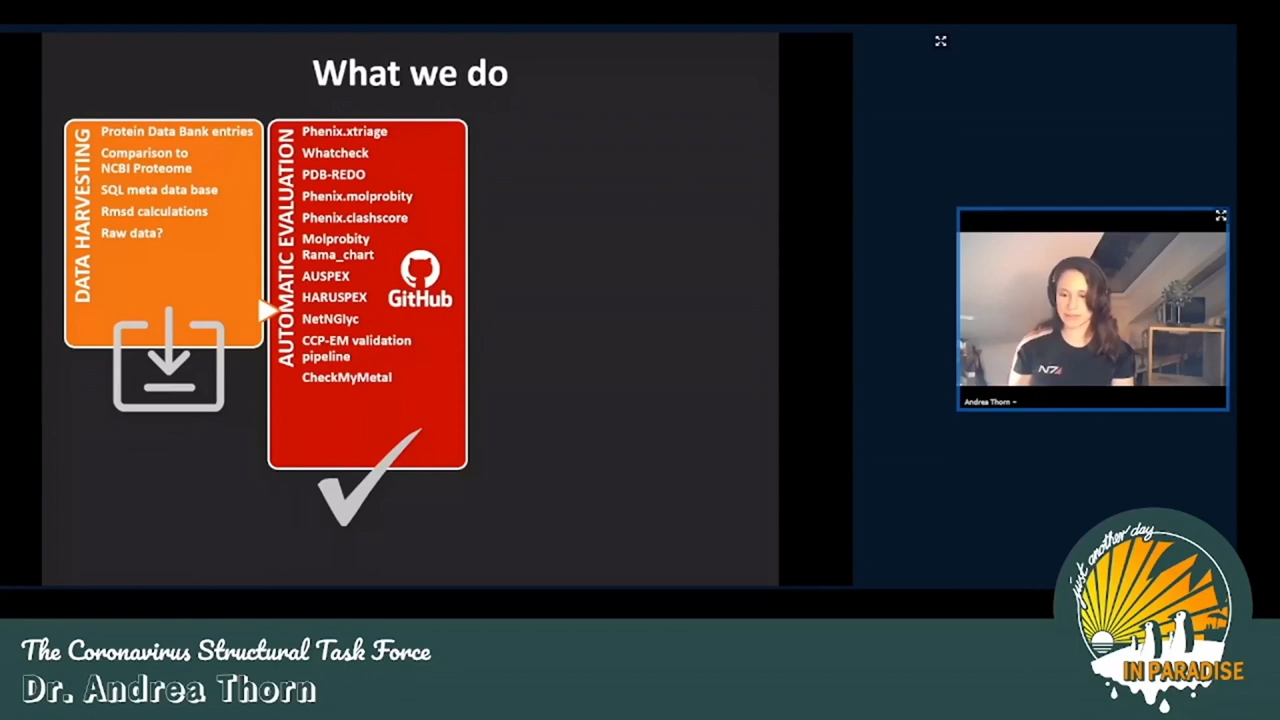 What we do
DATA HARVESTING
Protein Data Bank entries
Comparison to
NCBI Proteome
SQL meta data base
Rmsd calculations
Raw data?
AUTOMATIC EVALUATION
Phenix.xtriage
Whatcheck
PDB-REDO
Phenix.molprobity
Phenix.clashscore
Molprobity
Rama_chart
AUSPEX
HARUSPEX
NetNGlyc
CCP-EM validation
pipeline
CheckMyMetal
GitHub
N7
Andrea Thorn
just another day
IN PARADISE
The Coronavirus Structural Task Force
Dr. Andrea Thorn